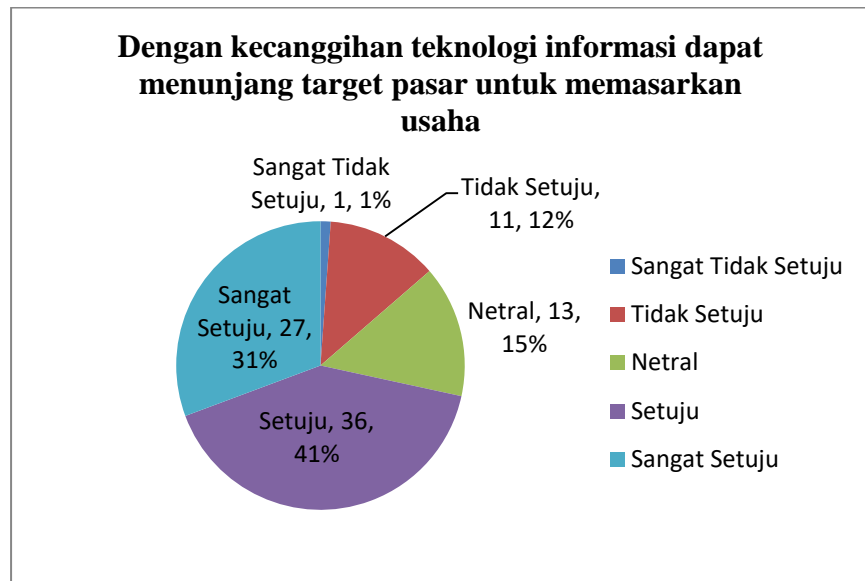 Dengan kecanggihan teknologi informasi dapat
menunjang target pasar untuk memasarkan
usaha
Sangat Tidak
Setuju, 1, 1%
Tidak Setuju,
11, 12%
Netral, 13,
15%
Setuju, 36,
41%
Sangat
Setuju, 27,
31%
Sangat Tidak Setuju
Tidak Setuju
Netral
Setuju
Sangat Setuju